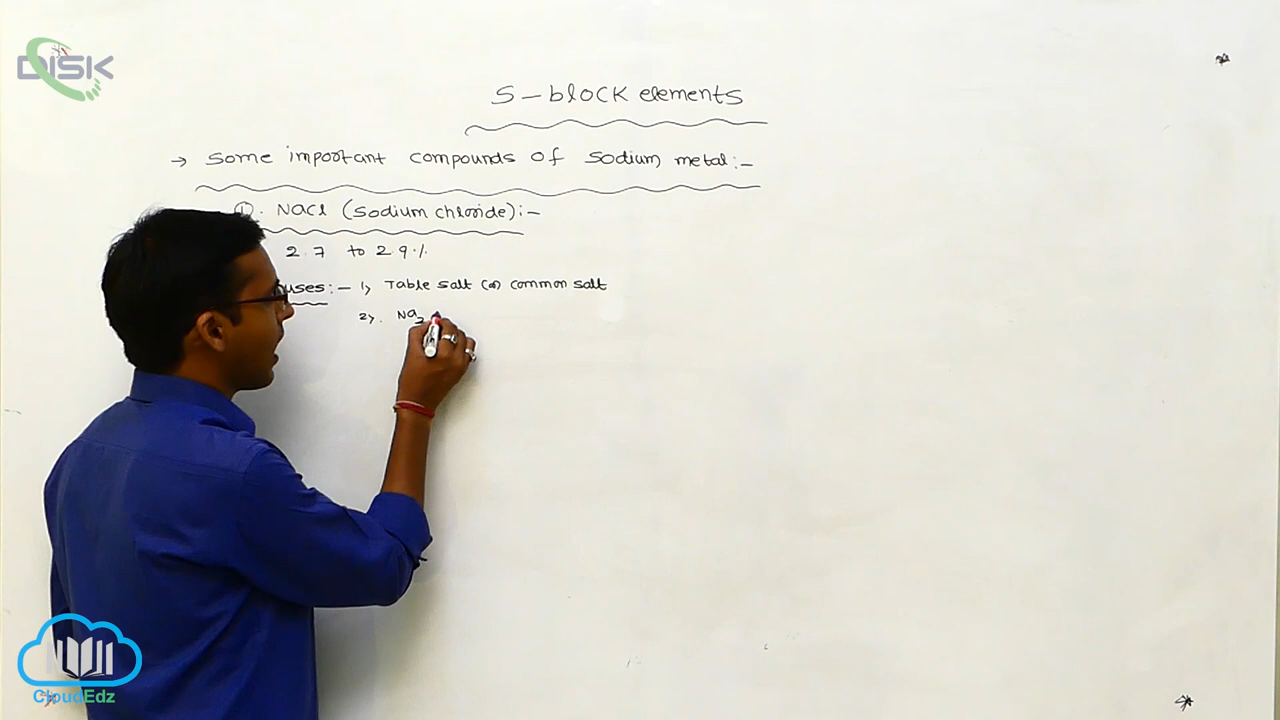 DISK
S-block elements
→ Some important compounds of Sodium metal:-
①. NaCl (Sodium chloride):-
2.7 to 2.9%
uses:- 1) Table salt (or) common salt
2). Na2
CloudEdz